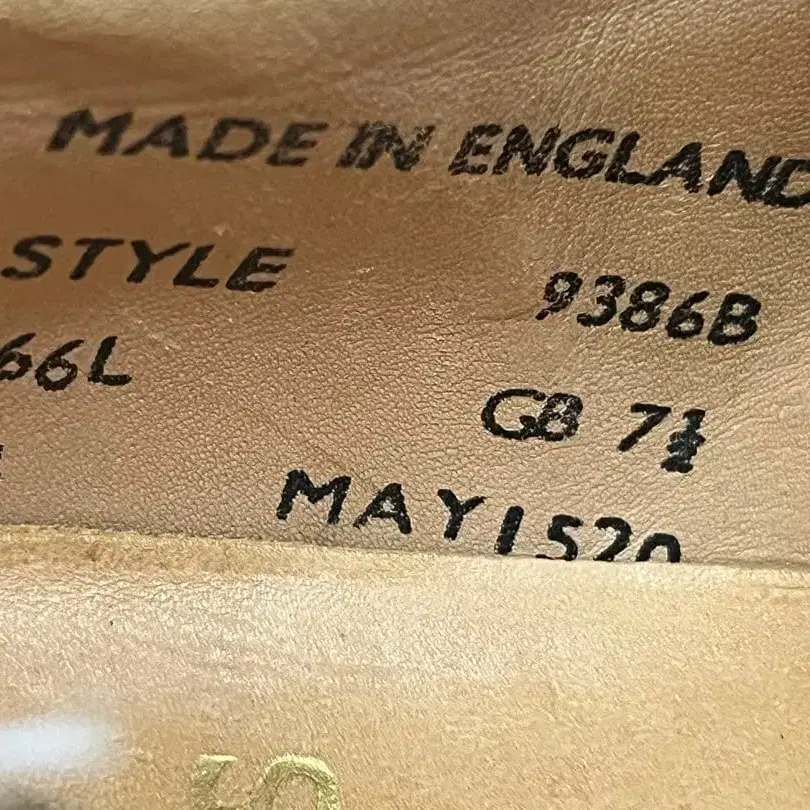 MADE IN ENGLAND
STYLE 9386B
66L GB 7½
MAY1520